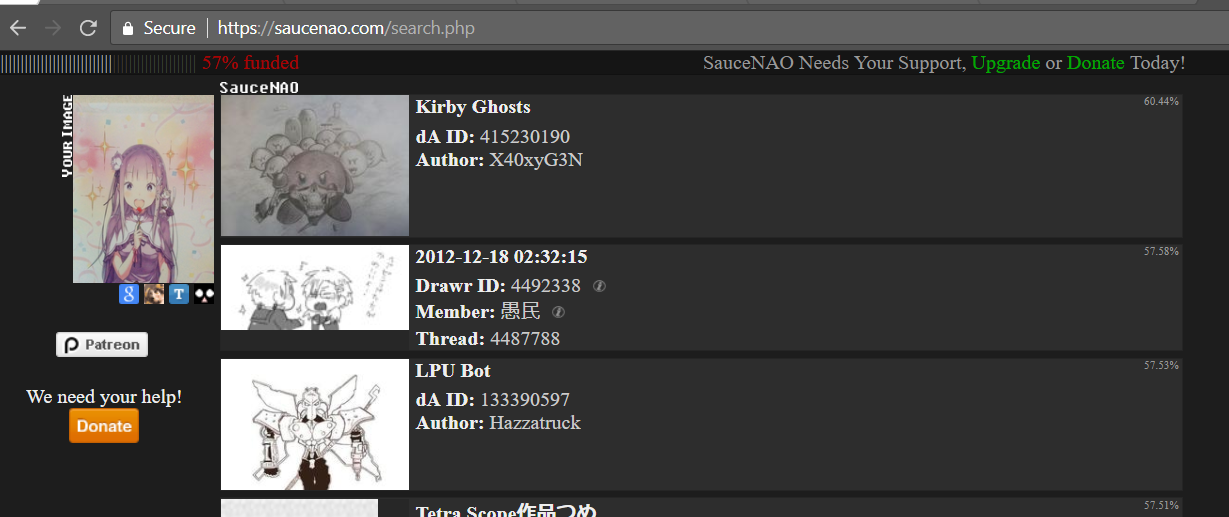 Secure
https://saucenao.com/search.php
57% funded
SauceNAO Needs Your Support, Upgrade or Donate Today!
SauceNAO
YOUR IMAGE
Patreon
We need your help!
Donate
Kirby Ghosts
60.44%
dA ID: 415230190
Author: X40xyG3N
2012-12-18 02:32:15
57.58%
Drawr ID: 4492338
Member: 愚民
Thread: 4487788
LPU Bot
57.53%
dA ID: 133390597
Author: Hazzatruck
Tetra Scope作品つめ
57.51%